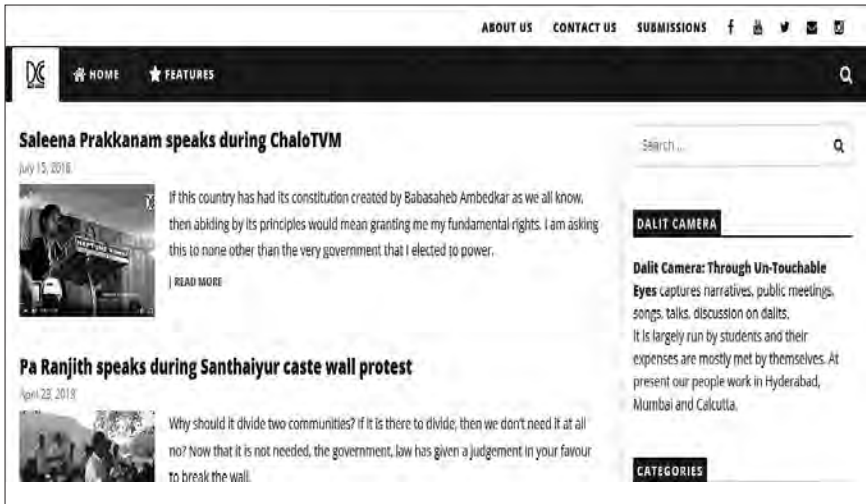 ABOUT US CONTACT US SUBMISSIONS
HOME FEATURES
Saleena Prakkanam speaks during ChaloTVM
July 15, 2016
If this country has had its constitution created by Babasaheb Ambedkar as we all know,
then abiding by its principles would mean granting me my fundamental rights. I am asking
this to none other than the very government that I elected to power.
| READ MORE
Pa Ranjith speaks during Santhaiyur caste wall protest
April 23, 2019
Why should it divide two communities? If it is there to divide, then we don't need it at all
no? Now that it is not needed, the government, law has given a judgement in your favour
to break the wall.
Search ...
DALIT CAMERA
Dalit Camera: Through Un-Touchable
Eyes captures narratives, public meetings,
songs, talks, discussion on dalits.
It is largely run by students and their
expenses are mostly met by themselves. At
present our people work in Hyderabad,
Mumbai and Calcutta.
CATEGORIES